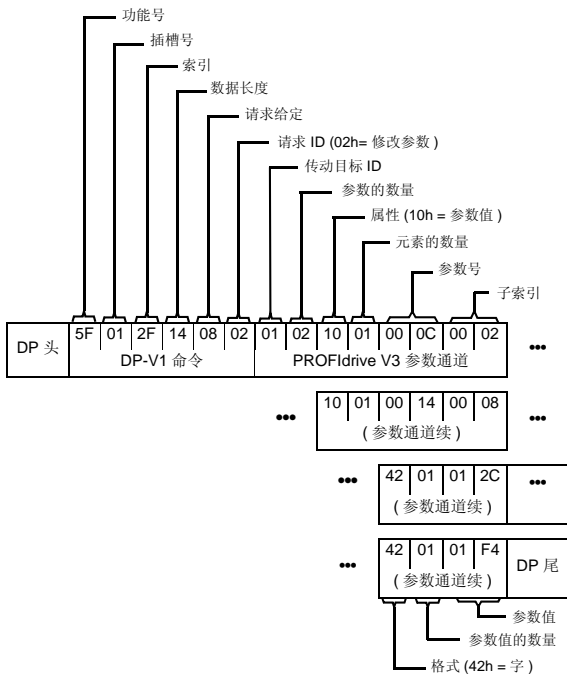 功能号
插槽号
索引
数据长度
请求给定
请求 ID (02h= 修改参数 )
传动目标 ID
参数的数量
属性 (10h = 参数值 )
元素的数量
参数号
子索引
DP 头 5F 01 2F 14 08 02 01 02 10 01 00 0C 00 02 •••
DP-V1 命令 PROFIdrive V3 参数通道
••• 10 01 00 14 00 08 •••
( 参数通道续 )
••• 42 01 01 2C •••
( 参数通道续 )
••• 42 01 01 F4 DP 尾
( 参数通道续 )
参数值
参数值的数量
格式 (42h = 字 )